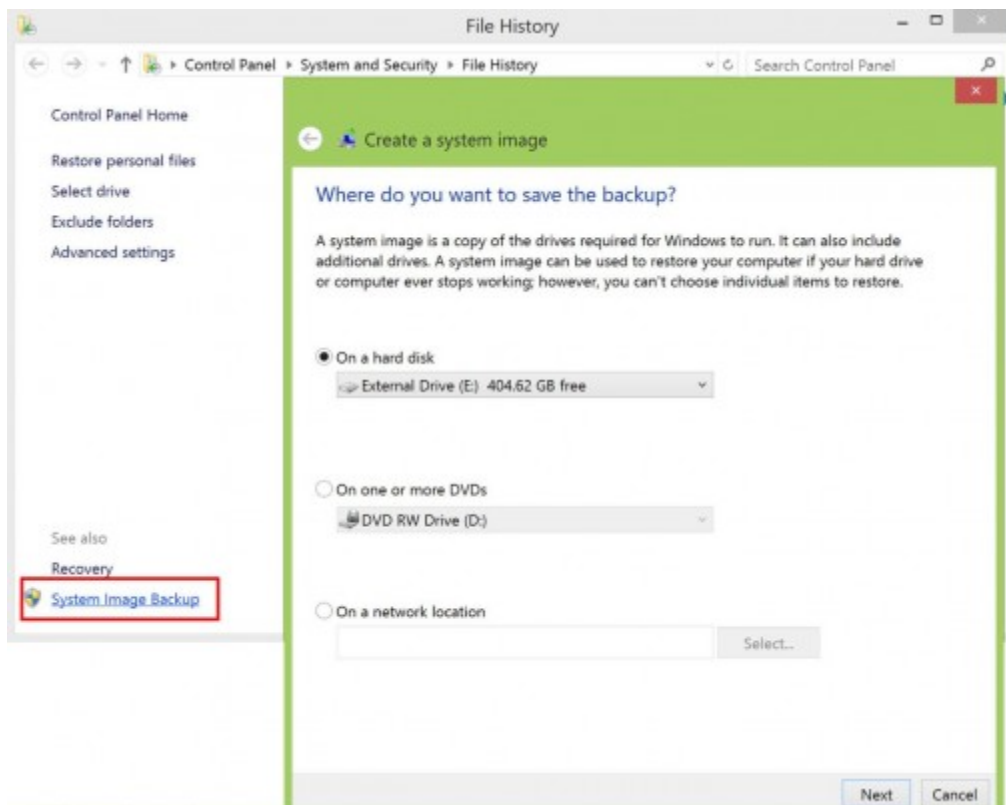 File History
Control Panel ▸ System and Security ▸ File History
Search Control Panel
Control Panel Home
Restore personal files
Select drive
Exclude folders
Advanced settings
See also
Recovery
System Image Backup
Create a system image
Where do you want to save the backup?
A system image is a copy of the drives required for Windows to run. It can also include
additional drives. A system image can be used to restore your computer if your hard drive
or computer ever stops working; however, you can't choose individual items to restore.
On a hard disk
External Drive (E:) 404.62 GB free
On one or more DVDs
DVD RW Drive (D:)
On a network location
Select...
Next
Cancel